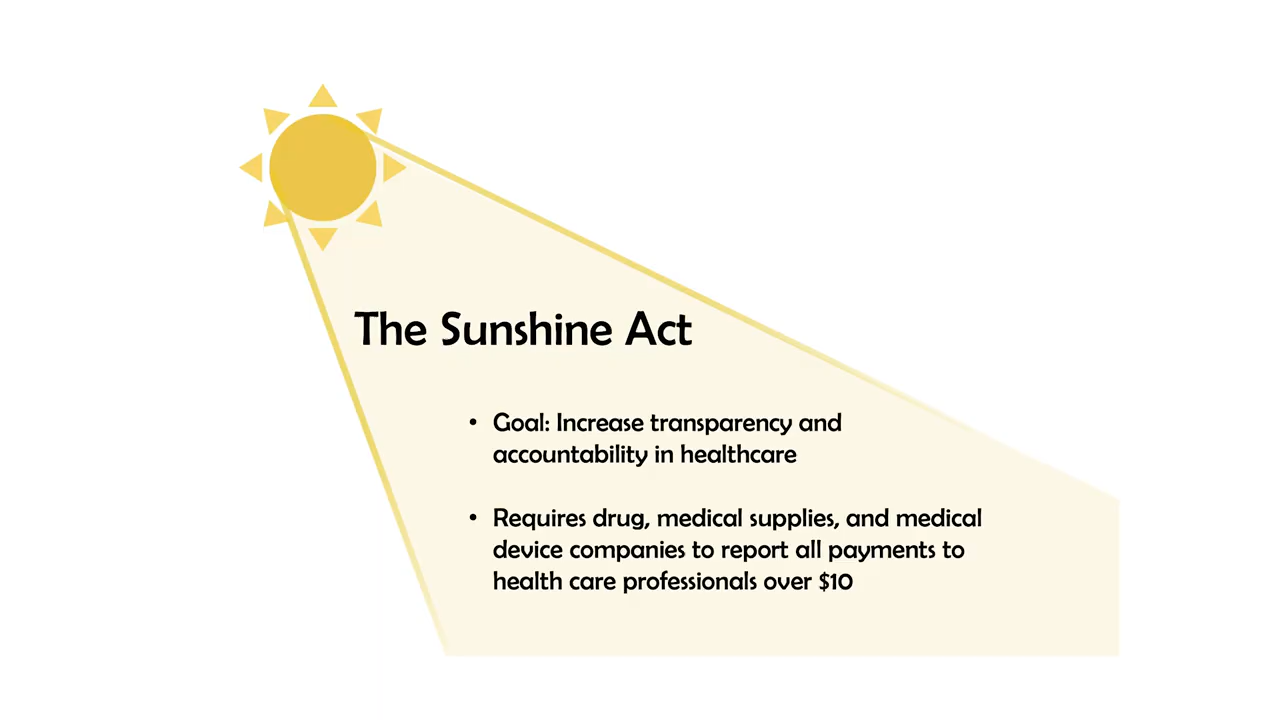 The Sunshine Act
• Goal: Increase transparency and
accountability in healthcare
• Requires drug, medical supplies, and medical
device companies to report all payments to
health care professionals over $10